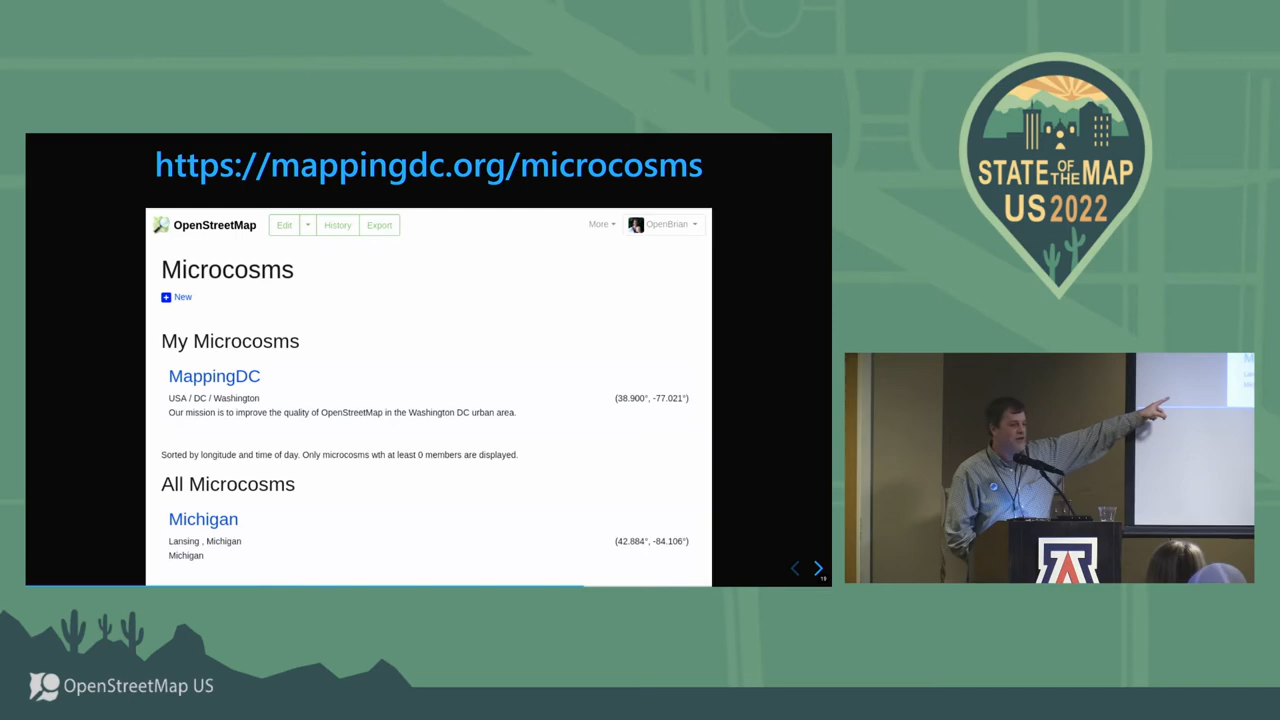 https://mappingdc.org/microcosms
OpenStreetMap
Edit
History
Export
More
OpenBrian
Microcosms
New
My Microcosms
MappingDC
USA / DC / Washington
(38.900°, -77.021°)
Our mission is to improve the quality of OpenStreetMap in the Washington DC urban area.
Sorted by longitude and time of day. Only microcosms wth at least 0 members are displayed.
All Microcosms
Michigan
Lansing , Michigan
(42.884°, -84.106°)
Michigan
19
STATE OF THE MAP
US 2022
A
OpenStreetMap US